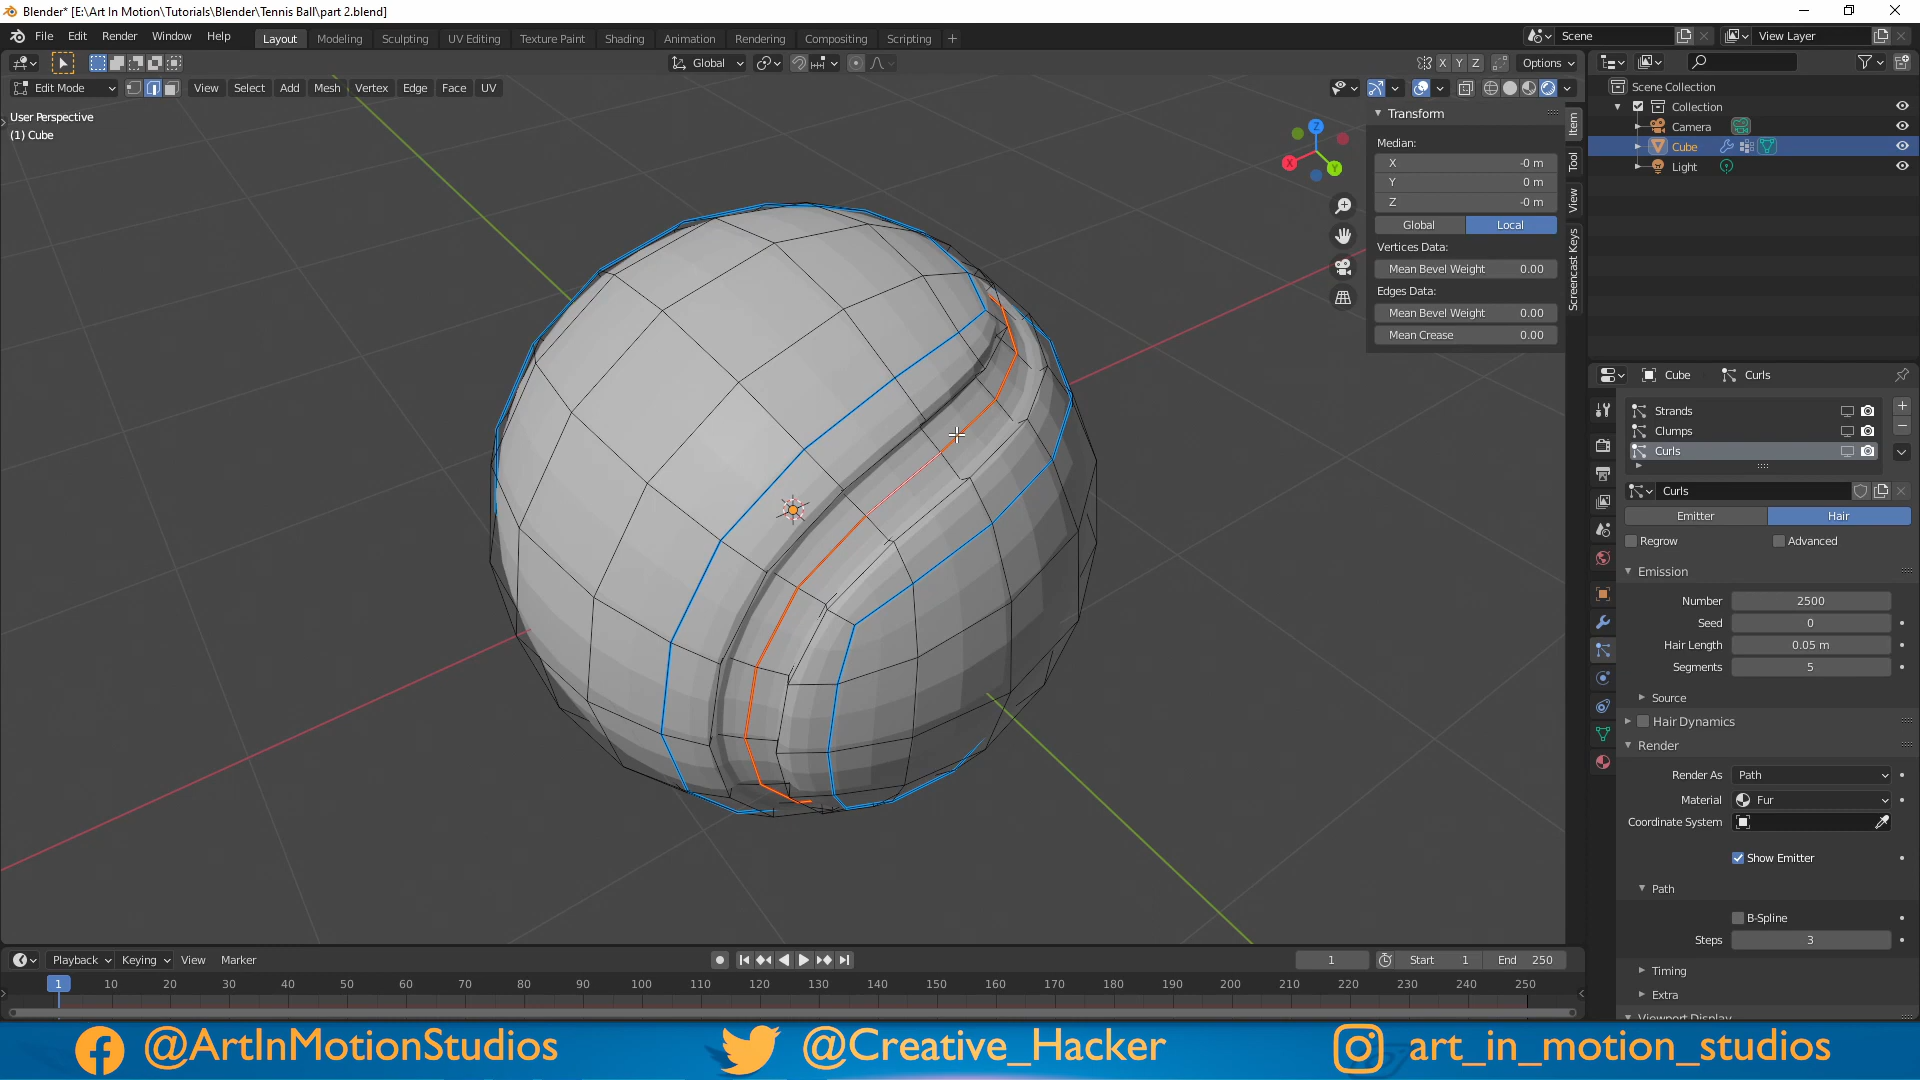 Blender* [E:\Art In Motion\Tutorials\Blender\Tennis Ball\part 2.blend]
File Edit Render Window Help Layout Modeling Sculpting UV Editing Texture Paint Shading Animation Rendering Compositing Scripting Scene View Layer
Global X Y Z Options
Edit Mode View Select Add Mesh Vertex Edge Face UV
User Perspective
(1) Cube
Z
X
Y
Transform
Median:
X -0 m
Y 0 m
Z -0 m
Global Local
Vertices Data:
Mean Bevel Weight 0.00
Edges Data:
Mean Bevel Weight 0.00
Mean Crease 0.00
Item
Tool
View
Screencast Keys
Scene Collection
Collection
Camera
Cube
Light
Cube Curls
Strands
Clumps
Curls
Curls
Emitter Hair
Regrow Advanced
Emission
Number 2500
Seed 0
Hair Length 0.05 m
Segments 5
Source
Hair Dynamics
Render
Render As Path
Material Fur
Coordinate System
Show Emitter
Path
B-Spline
Steps 3
Timing
Extra
Viewport Display
Playback Keying View Marker 1 Start 1 End 250
1 10 20 30 40 50 60 70 80 90 100 110 120 130 140 150 160 170 180 190 200 210 220 230 240 250
@ArtInMotionStudios @Creative_Hacker art_in_motion_studios